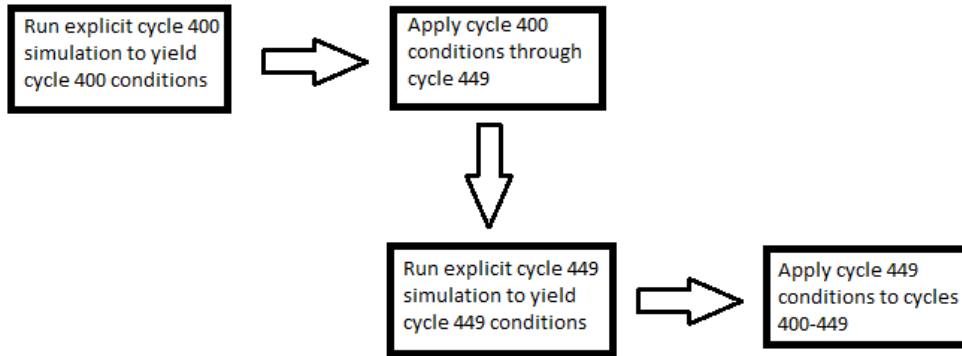 Run explicit cycle 400
simulation to yield
cycle 400 conditions
Apply cycle 400
conditions through
cycle 449
Run explicit cycle 449
simulation to yield
cycle 449 conditions
Apply cycle 449
conditions to cycles
400-449